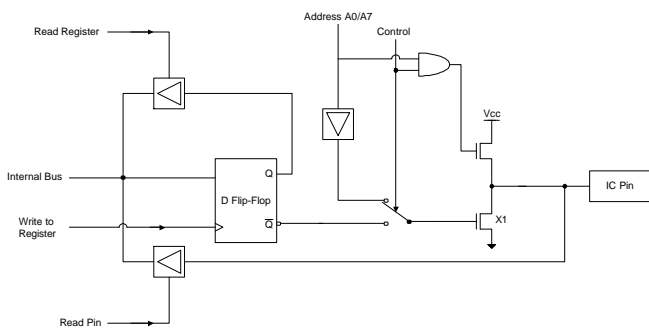 Address A0/A7
Read Register
Control
Vcc
Internal Bus
Q
IC Pin
D Flip-Flop
Write to
Register
Q
X1
Read Pin